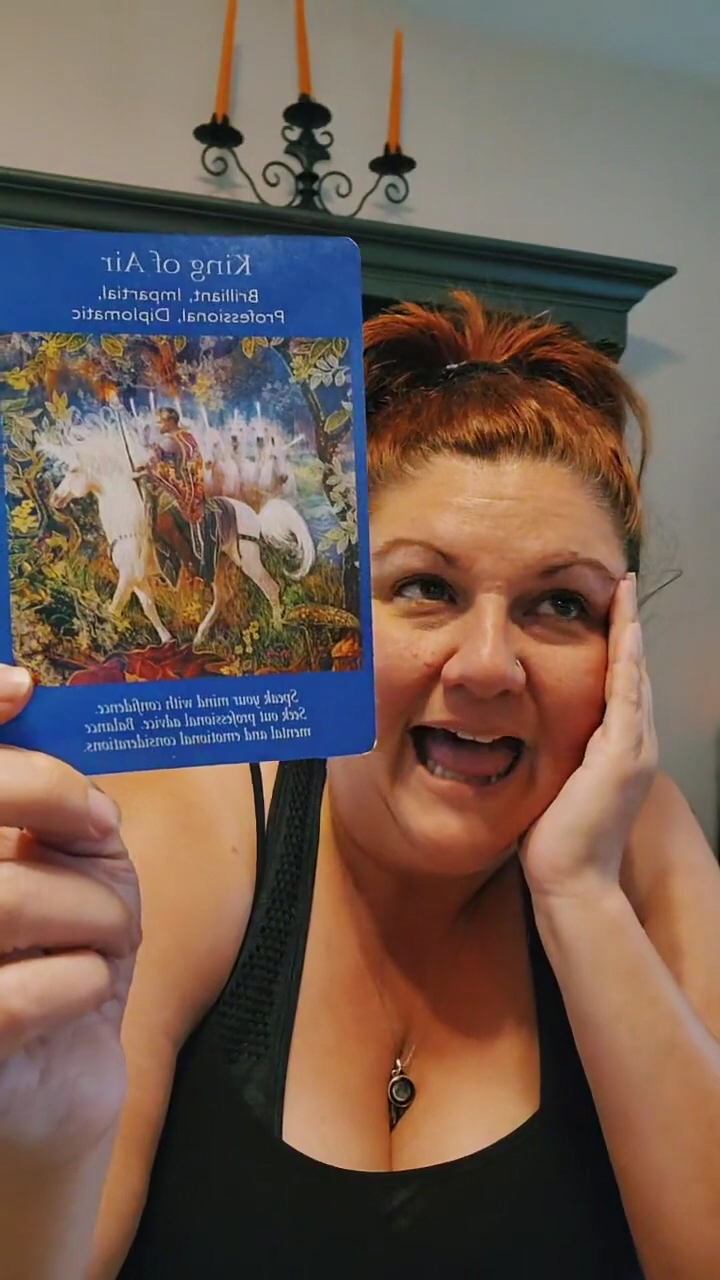 King of Air
Brilliant, Impartial,
Professional, Diplomatic
Speak your mind with confidence.
Seek out professional advice. Balance
mental and emotional considerations.